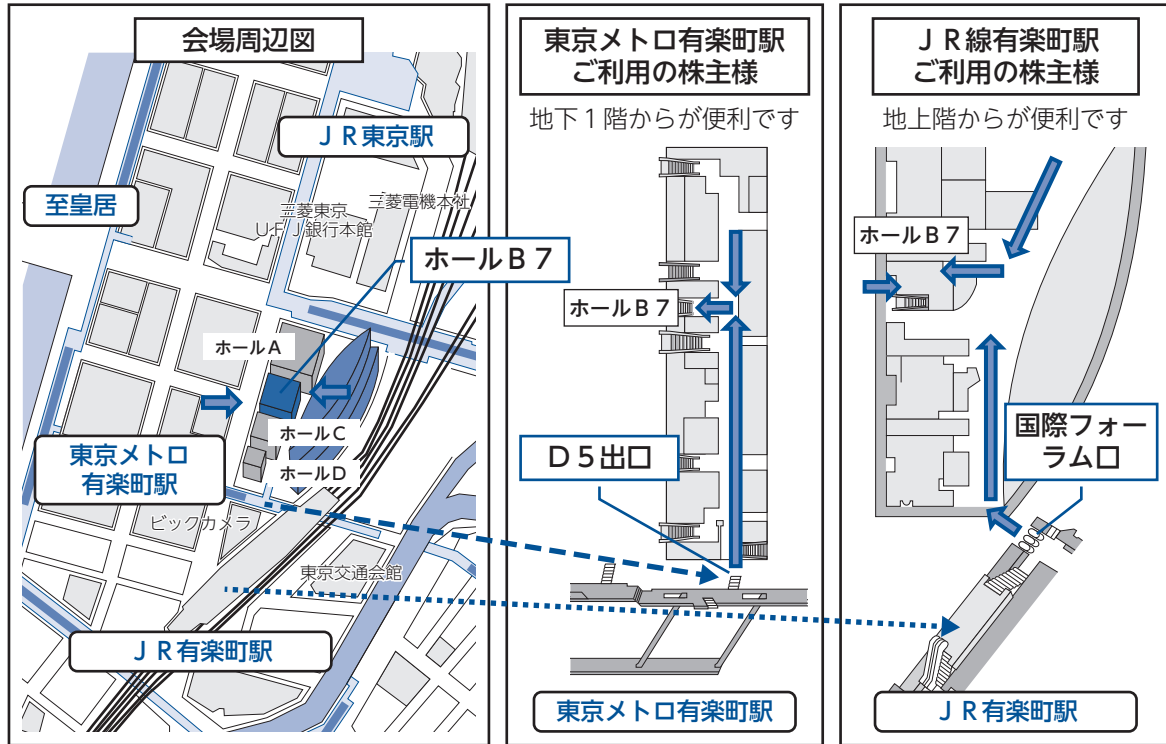 会場周辺図
ＪＲ東京駅
至皇居
三菱電機本社
三菱東京
ＵＦＪ銀行本館
ホールＢ７
ホールＡ
ホールＣ
ホールＤ
東京メトロ
有楽町駅
ビックカメラ
東京交通会館
ＪＲ有楽町駅
東京メトロ有楽町駅
ご利用の株主様
地下１階からが便利です
ホールＢ７
Ｄ５出口
東京メトロ有楽町駅
ＪＲ線有楽町駅
ご利用の株主様
地上階からが便利です
ホールＢ７
国際フォー
ラム口
ＪＲ有楽町駅